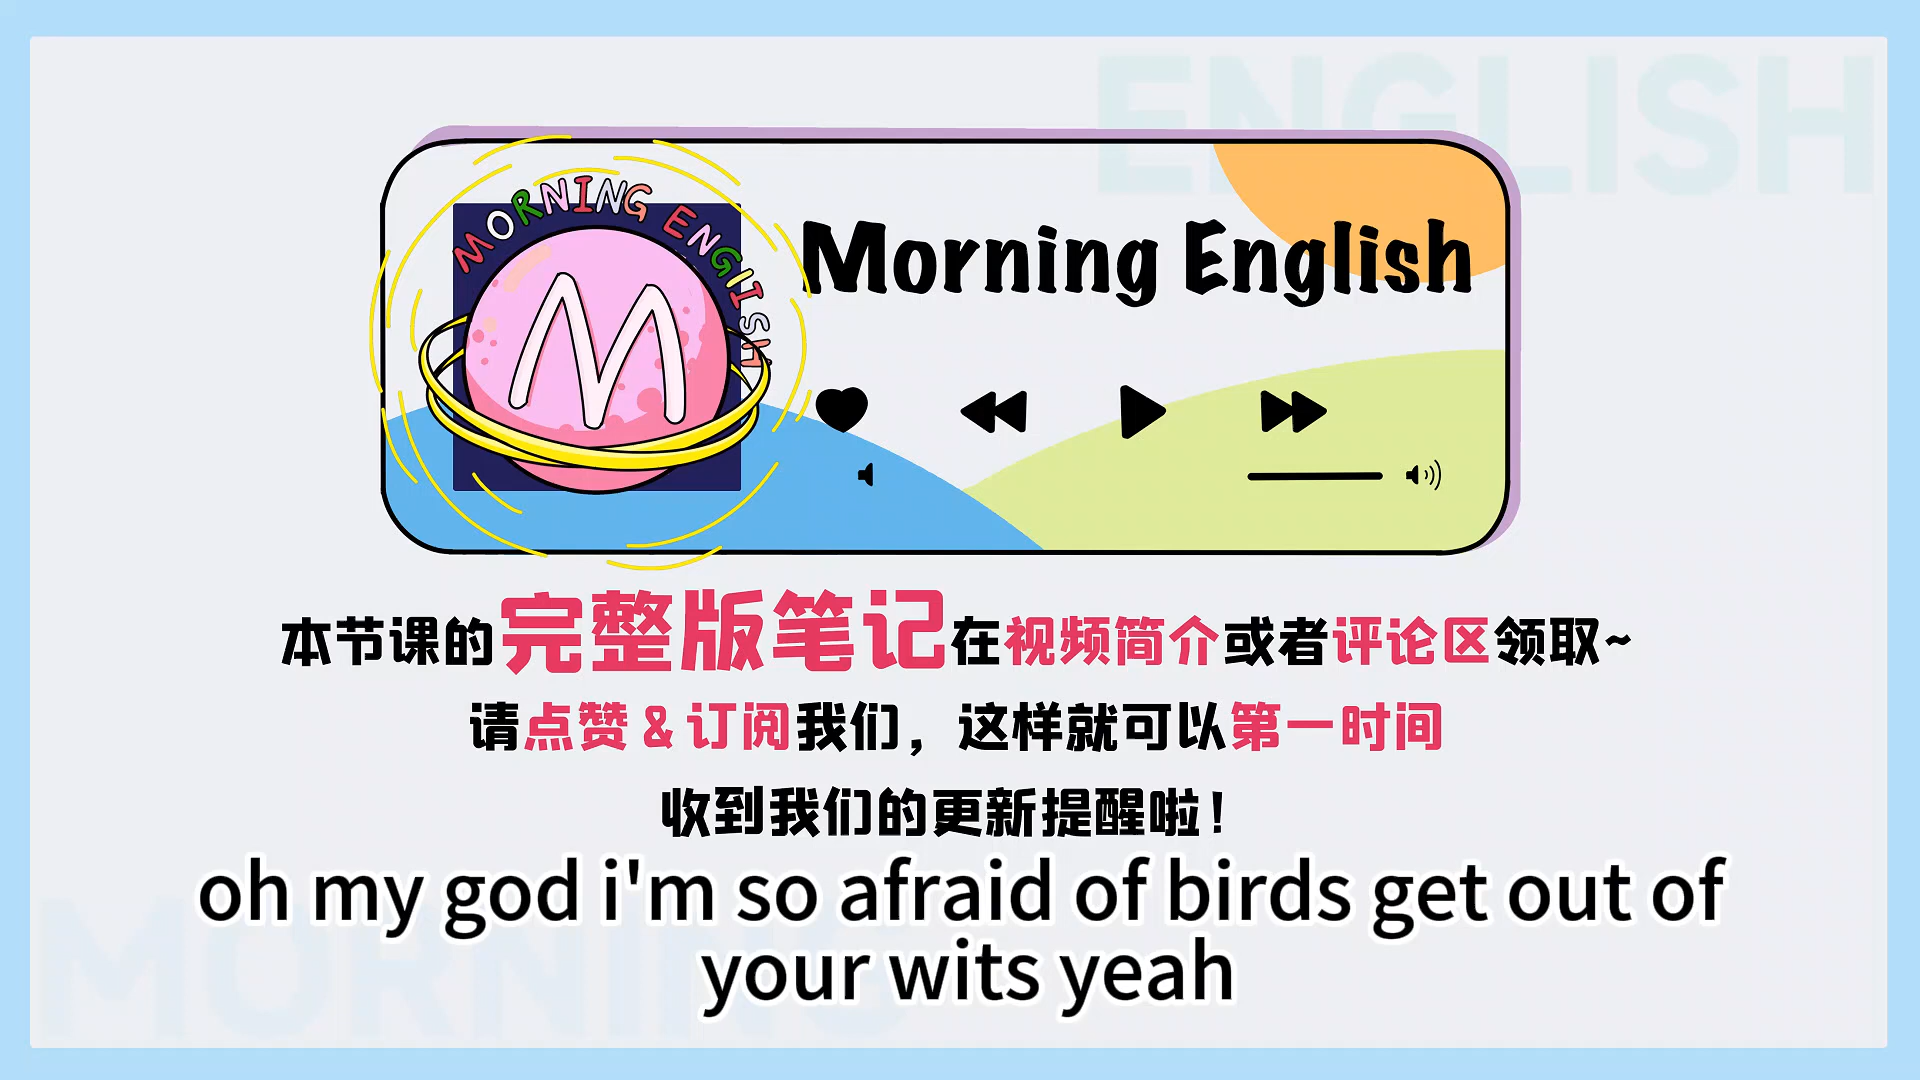 ENGLISH
MORNING ENGLISH
M
Morning English
本节课的完整版笔记在视频简介或者评论区领取~
请点赞&订阅我们，这样就可以第一时间
收到我们的更新提醒啦！
oh my god i'm so afraid of birds get out of
your wits yeah
MORNING